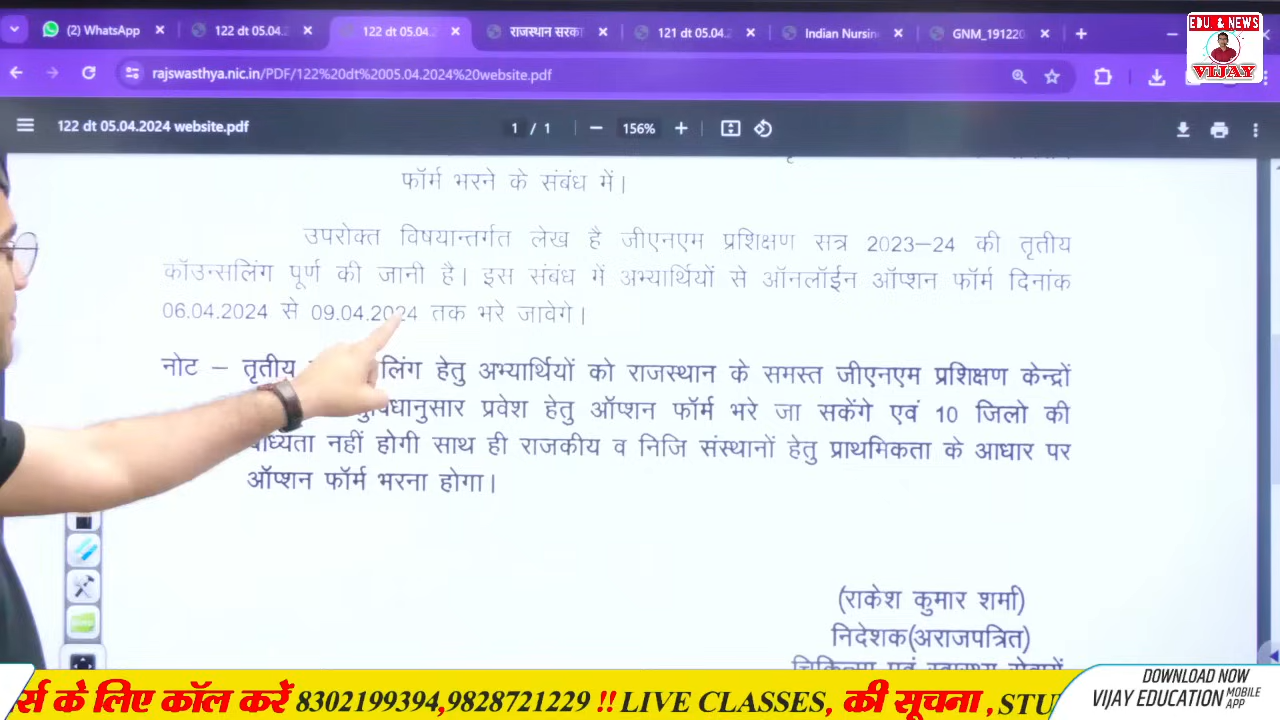 (2) WhatsApp
122 dt 05.04.2
122 dt 05.04.2
राजस्थान सरका
121 dt 05.04.2
Indian Nursin
GNM_191220
EDU. & NEWS
VIJAY
rajswasthya.nic.in/PDF/122%20dt%2005.04.2024%20website.pdf
122 dt 05.04.2024 website.pdf
1 / 1
156%
फॉर्म भरने के संबंध में।
उपरोक्त विषयान्तर्गत लेख है जीएनएम प्रशिक्षण सत्र 2023–24 की तृतीय
कॉउन्सलिंग पूर्ण की जानी है। इस संबंध में अभ्यार्थियों से ऑनलॉईन ऑप्शन फॉर्म दिनांक
06.04.2024 से 09.04.2024 तक भरे जावेगे।
नोट – तृतीय लिंग हेतु अभ्यार्थियों को राजस्थान के समस्त जीएनएम प्रशिक्षण केन्द्रों
प्रवेश हेतु ऑप्शन फॉर्म भरे जा सकेंगे एवं 10 जिलो की
बाध्यता नहीं होगी साथ ही राजकीय व निजि संस्थानों हेतु प्राथमिकता के आधार पर
ऑप्शन फॉर्म भरना होगा।
(राकेश कुमार शर्मा)
निदेशक(अराजपत्रित)
र्स के लिए कॉल करें 8302199394,9828721229 !! LIVE CLASSES, की सूचना ,STU
DOWNLOAD NOW
VIJAY EDUCATION MOBILE APP